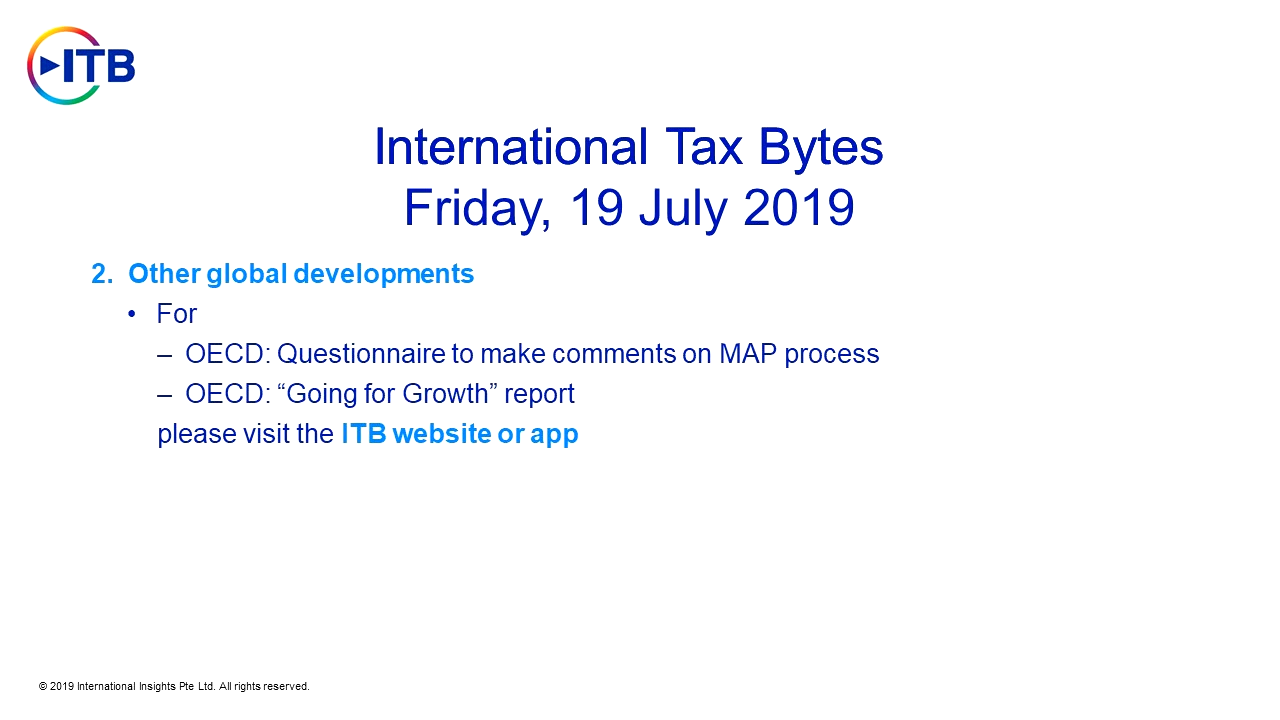 ITB
International Tax Bytes
Friday, 19 July 2019
2. Other global developments
• For
– OECD: Questionnaire to make comments on MAP process
– OECD: “Going for Growth” report
please visit the ITB website or app
© 2019 International Insights Pte Ltd. All rights reserved.